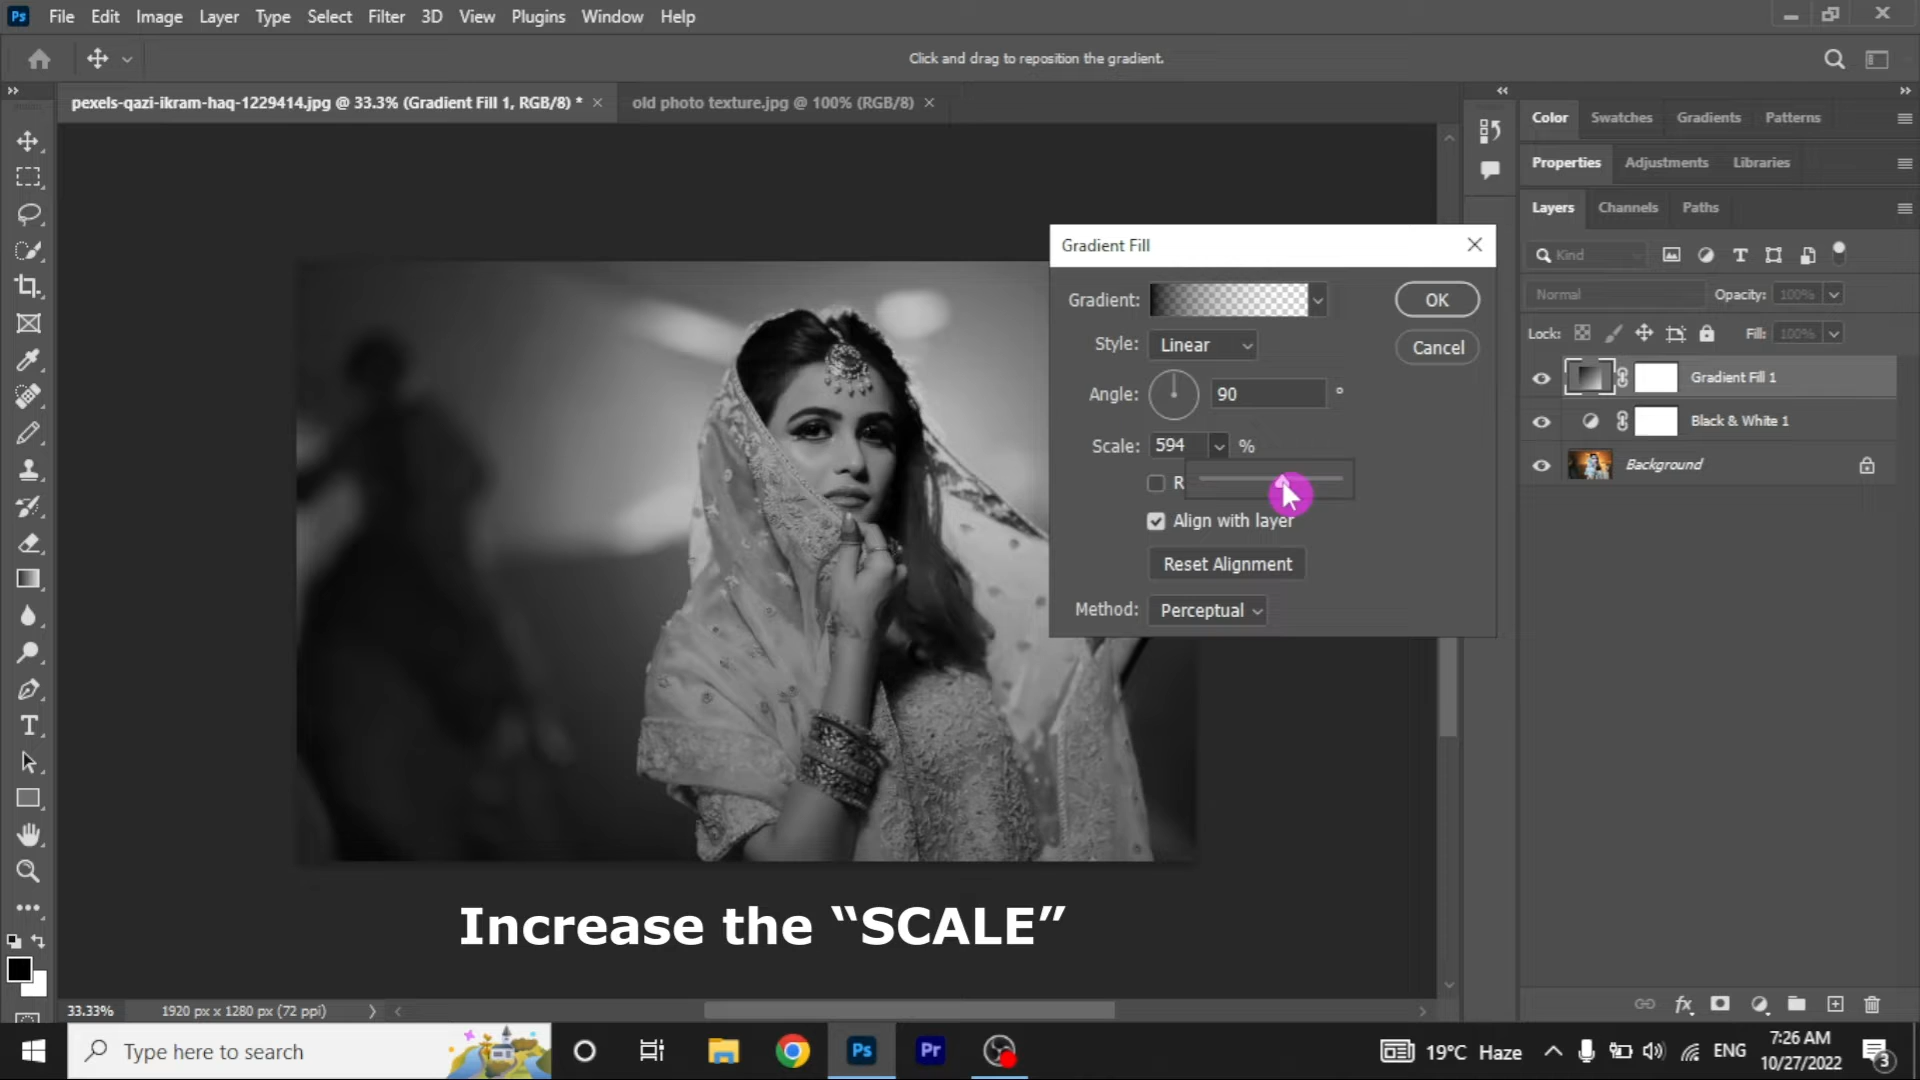 Ps File Edit Image Layer Type Select Filter 3D View Plugins Window Help
Click and drag to reposition the gradient.
pexels-qazi-ikram-haq-1229414.jpg @ 33.3% (Gradient Fill 1, RGB/8) * × old photo texture.jpg @ 100% (RGB/8) ×
Color Swatches Gradients Patterns
Properties Adjustments Libraries
Layers Channels Paths
Kind
Normal Opacity: 100%
Lock: Fill: 100%
Gradient Fill 1
Black & White 1
Background
Gradient Fill
Gradient: OK
Style: Linear Cancel
Angle: 90 °
Scale: 594 %
R
Align with layer
Reset Alignment
Method: Perceptual
Increase the “SCALE”
33.33% 1920 px x 1280 px (72 ppi)
Type here to search Ps Pr 19°C Haze ENG 7:26 AM
10/27/2022 3